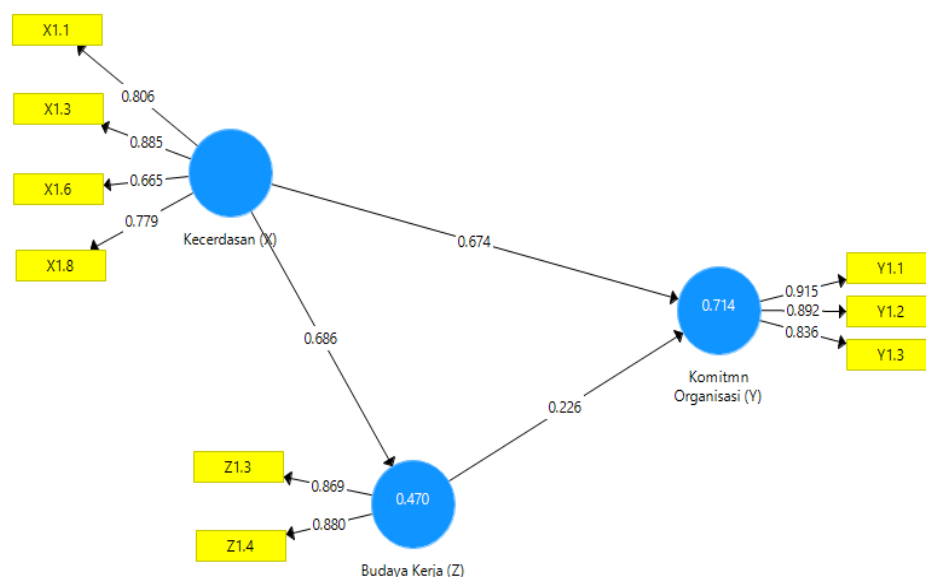 X1.1
0.806
X1.3
0.885
X1.6
0.665
0.779
X1.8
Kecerdasan (X)
0.674
0.686
Y1.1
0.915
0.714
0.892
Y1.2
0.836
Y1.3
Komitmn
Organisasi (Y)
0.226
Z1.3
0.869
0.470
0.880
Z1.4
Budaya Kerja (Z)